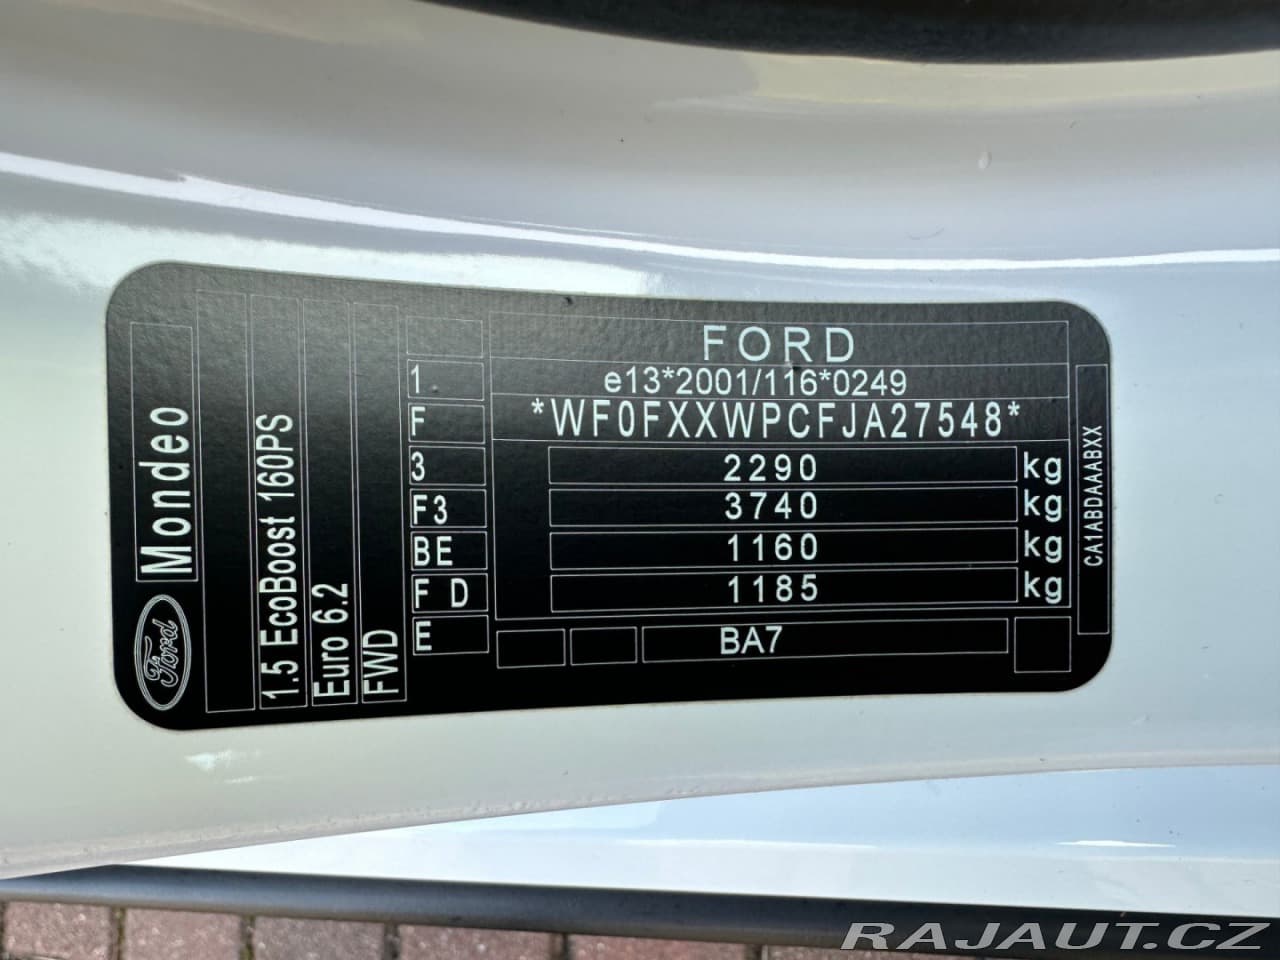 FORD
1 e13*2001/116*0249
F *WF0FXXWPCFJA27548*
3 2290 kg
F3 3740 kg
BE 1160 kg
F D 1185 kg
E BA7
Mondeo
Ford
1.5 EcoBoost 160PS
Euro 6.2
FWD
CA1ABDAAABXX
RAJAUT.CZ